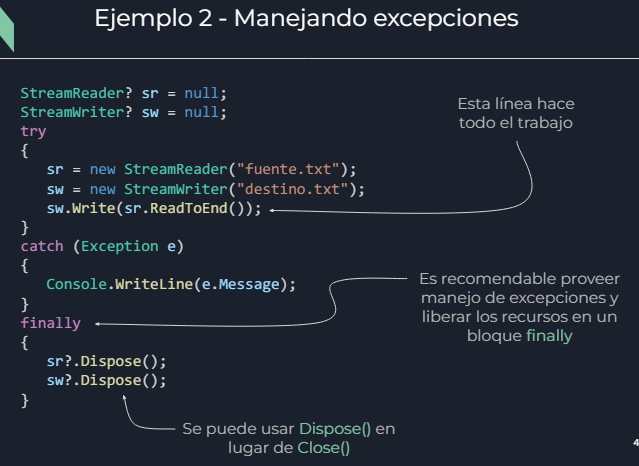 Ejemplo 2 - Manejando excepciones
StreamReader? sr = null;
StreamWriter? sw = null;
try
{
sr = new StreamReader("fuente.txt");
sw = new StreamWriter("destino.txt");
sw.Write(sr.ReadToEnd());
}
catch (Exception e)
{
Console.WriteLine(e.Message);
}
finally
{
sr?.Dispose();
sw?.Dispose();
}
Esta línea hace
todo el trabajo
Es recomendable proveer
manejo de excepciones y
liberar los recursos en un
bloque finally
Se puede usar Dispose() en
lugar de Close()
4